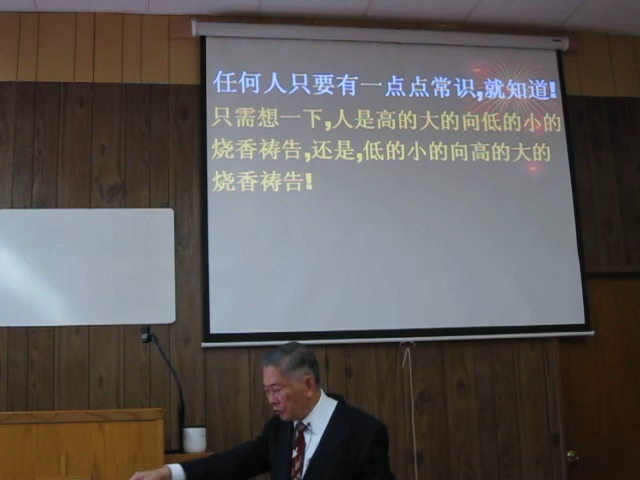 任何人只要有一点点常识,就知道!
只需想一下,人是高的大的向低的小的
烧香祷告,还是,低的小的向高的大的
烧香祷告!